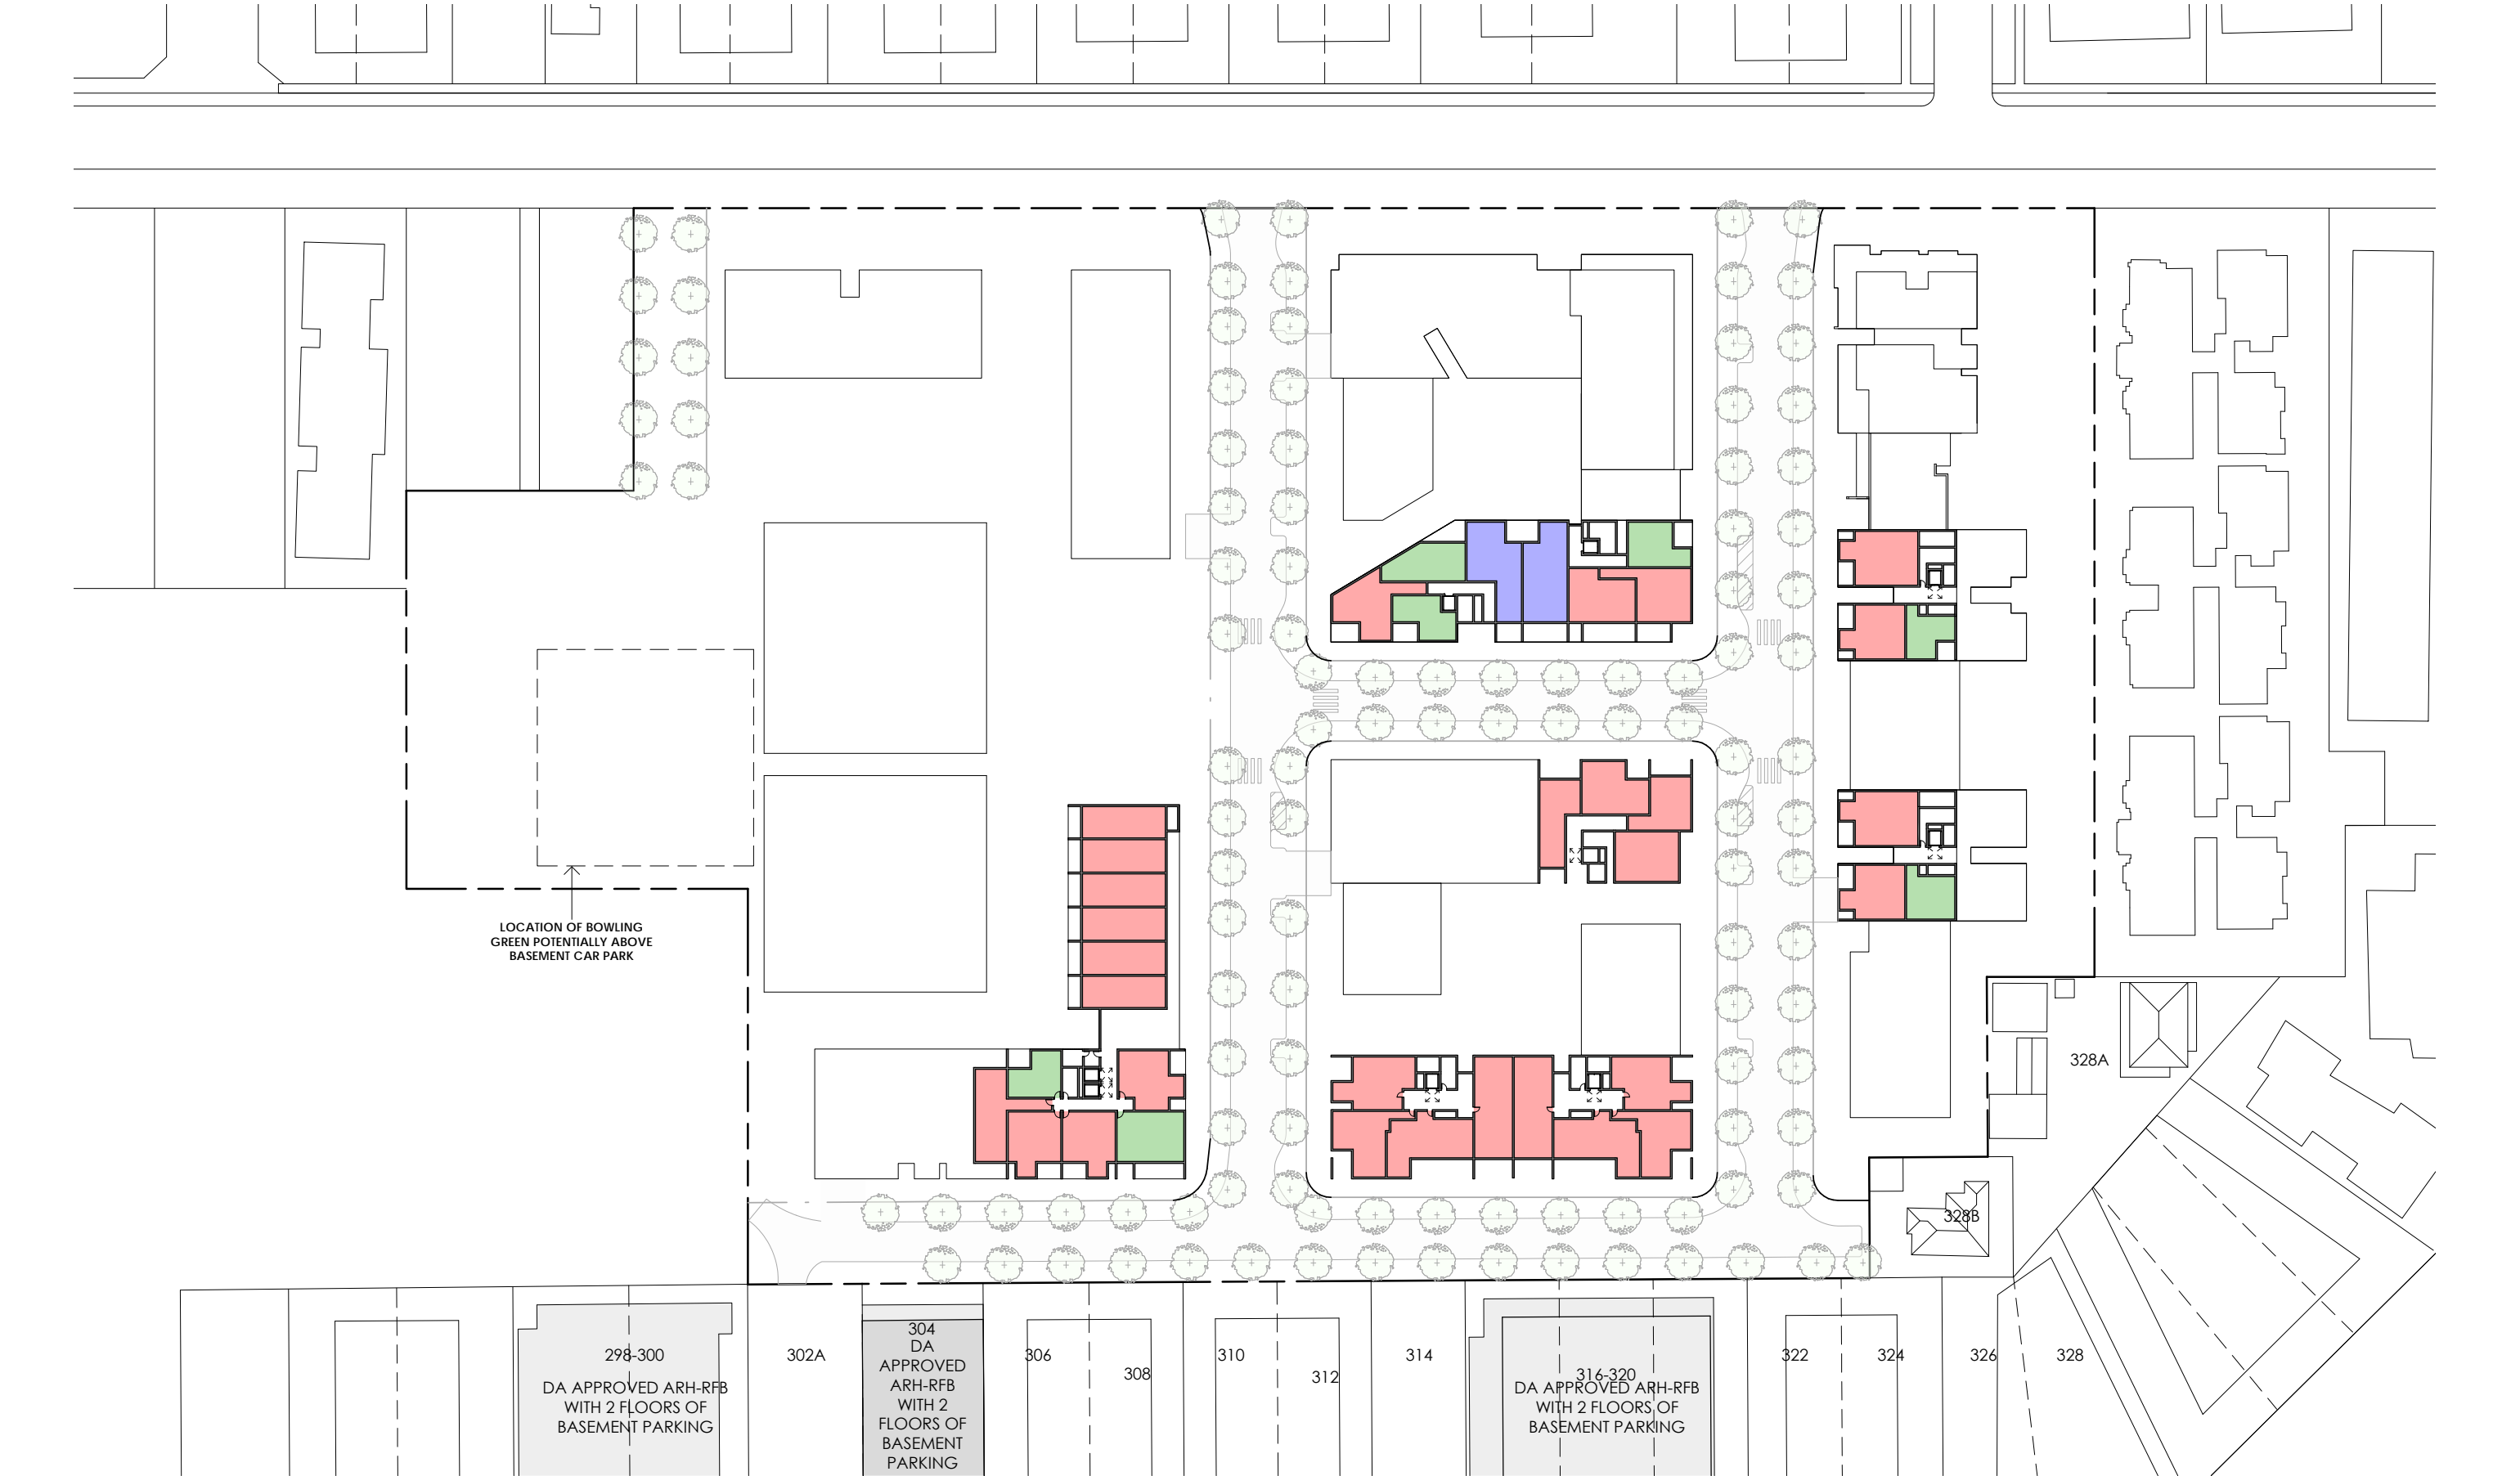 LOCATION OF BOWLING
GREEN POTENTIALLY ABOVE
BASEMENT CAR PARK
328A
328B
298-300
DA APPROVED ARH-RFB
WITH 2 FLOORS OF
BASEMENT PARKING
302A
304
DA
APPROVED
ARH-RFB
WITH 2
FLOORS OF
BASEMENT
PARKING
306
308
310
312
314
316-320
DA APPROVED ARH-RFB
WITH 2 FLOORS OF
BASEMENT PARKING
322
324
326
328